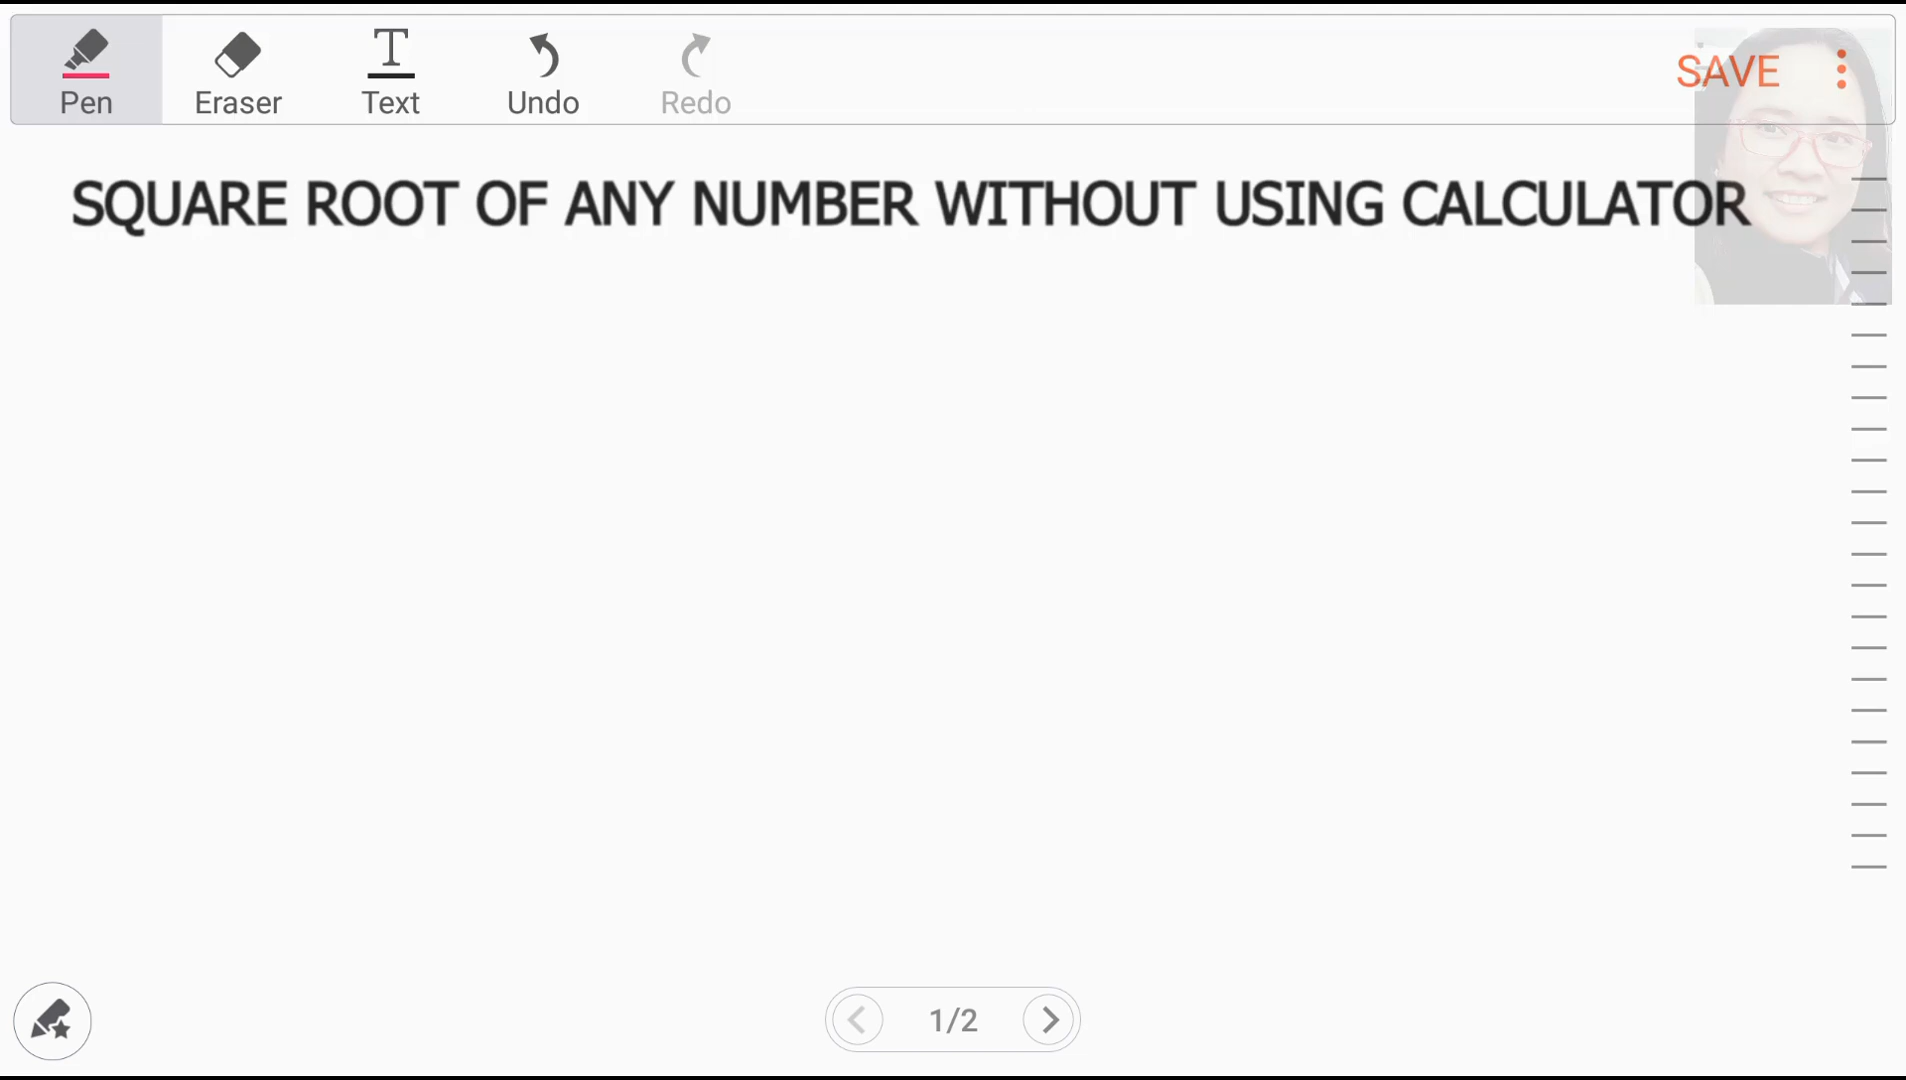 Pen Eraser Text Undo Redo SAVE
SQUARE ROOT OF ANY NUMBER WITHOUT USING CALCULATOR
1/2